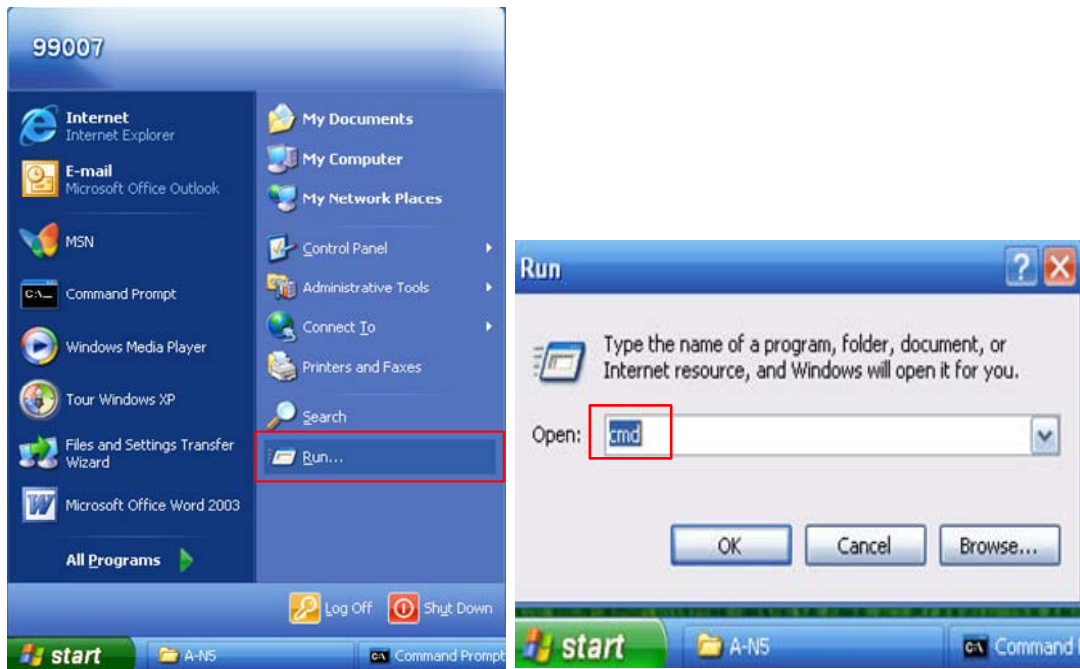 99007
Internet
Internet Explorer
E-mail
Microsoft Office Outlook
MSN
Command Prompt
Windows Media Player
Tour Windows XP
Files and Settings Transfer
Wizard
Microsoft Office Word 2003
All Programs
My Documents
My Computer
My Network Places
Control Panel
Administrative Tools
Connect To
Printers and Faxes
Search
Run...
Log Off
Shut Down
start
A-N5
Command Prompt
Run
Type the name of a program, folder, document, or
Internet resource, and Windows will open it for you.
Open:
cmd
OK
Cancel
Browse...
start
A-N5
Command